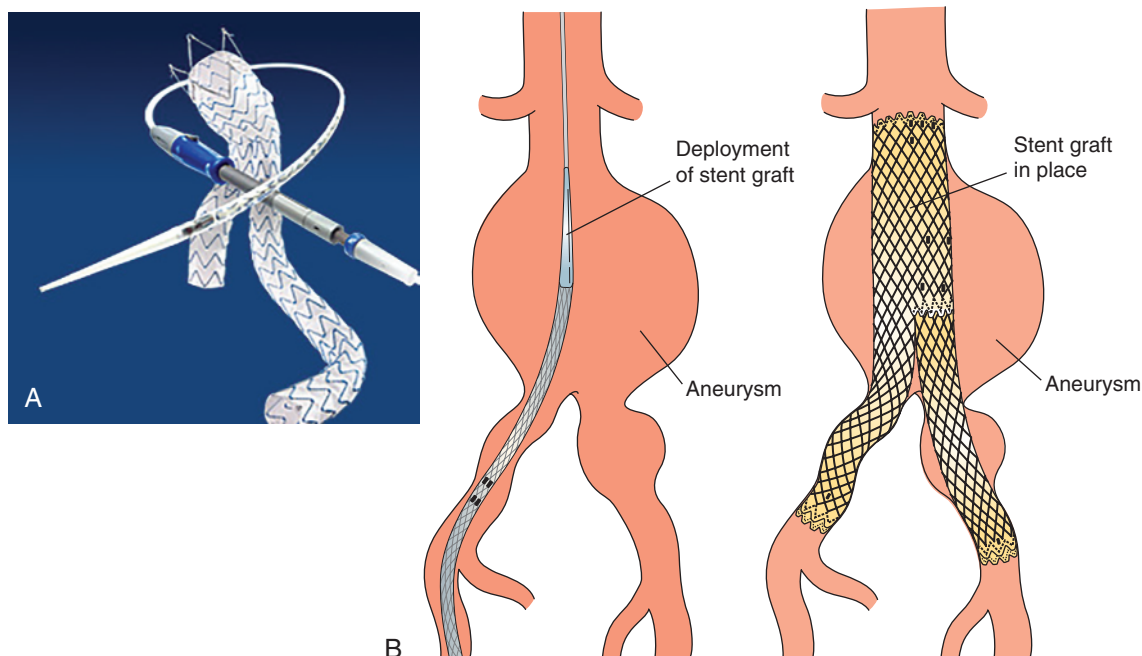 A
Deployment
of stent graft
Aneurysm
B
Stent graft
in place
Aneurysm